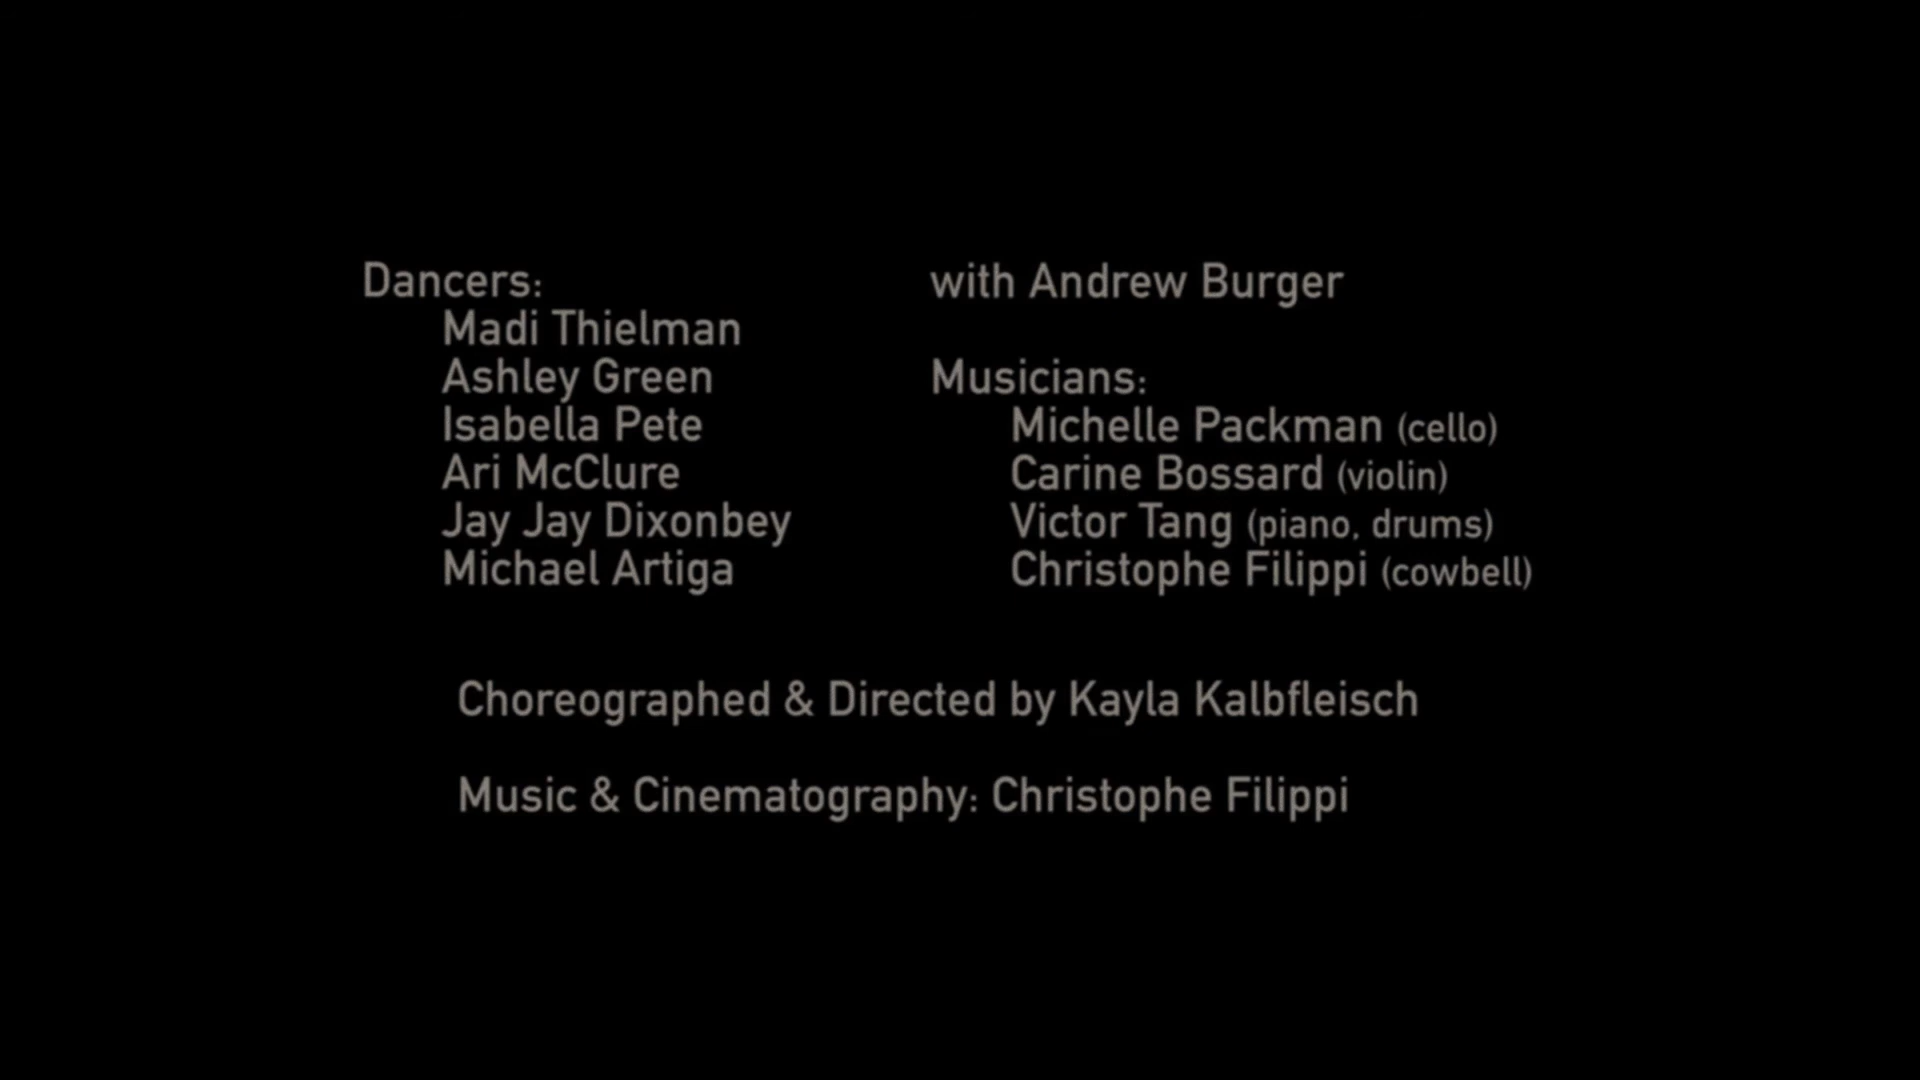 Dancers:
Madi Thielman
Ashley Green
Isabella Pete
Ari McClure
Jay Jay Dixonbey
Michael Artiga
with Andrew Burger
Musicians:
Michelle Packman (cello)
Carine Bossard (violin)
Victor Tang (piano, drums)
Christophe Filippi (cowbell)
Choreographed & Directed by Kayla Kalbfleisch
Music & Cinematography: Christophe Filippi